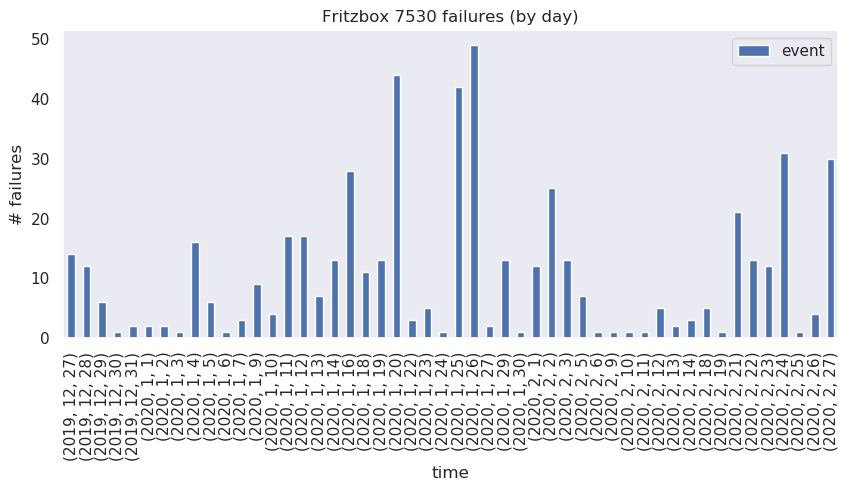 Fritzbox 7530 failures (by day)
event
# failures
50
40
30
20
10
0
(2019, 12, 27)
(2019, 12, 28)
(2019, 12, 29)
(2019, 12, 30)
(2019, 12, 31)
(2020, 1, 1)
(2020, 1, 2)
(2020, 1, 3)
(2020, 1, 4)
(2020, 1, 5)
(2020, 1, 6)
(2020, 1, 7)
(2020, 1, 9)
(2020, 1, 10)
(2020, 1, 11)
(2020, 1, 12)
(2020, 1, 13)
(2020, 1, 14)
(2020, 1, 16)
(2020, 1, 18)
(2020, 1, 19)
(2020, 1, 20)
(2020, 1, 22)
(2020, 1, 23)
(2020, 1, 24)
(2020, 1, 25)
(2020, 1, 26)
(2020, 1, 27)
(2020, 1, 29)
(2020, 1, 30)
(2020, 2, 1)
(2020, 2, 2)
(2020, 2, 3)
(2020, 2, 5)
(2020, 2, 6)
(2020, 2, 9)
(2020, 2, 10)
(2020, 2, 11)
(2020, 2, 12)
(2020, 2, 13)
(2020, 2, 14)
(2020, 2, 18)
(2020, 2, 19)
(2020, 2, 21)
(2020, 2, 22)
(2020, 2, 23)
(2020, 2, 24)
(2020, 2, 25)
(2020, 2, 26)
(2020, 2, 27)
time